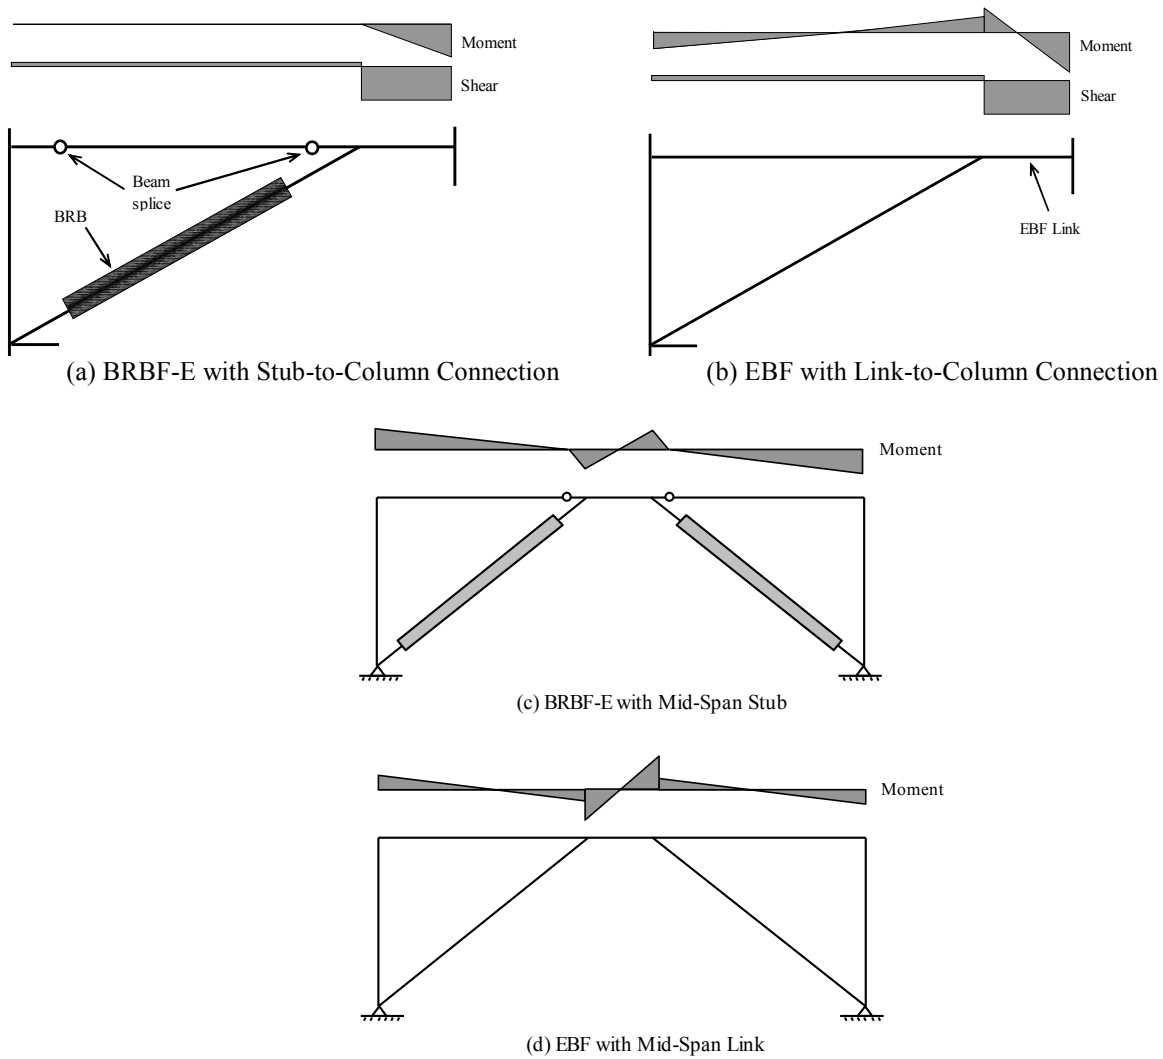 Moment
Shear
Beam
splice
BRB
(a) BRBF-E with Stub-to-Column Connection
Moment
Shear
EBF Link
(b) EBF with Link-to-Column Connection
Moment
(c) BRBF-E with Mid-Span Stub
Moment
(d) EBF with Mid-Span Link